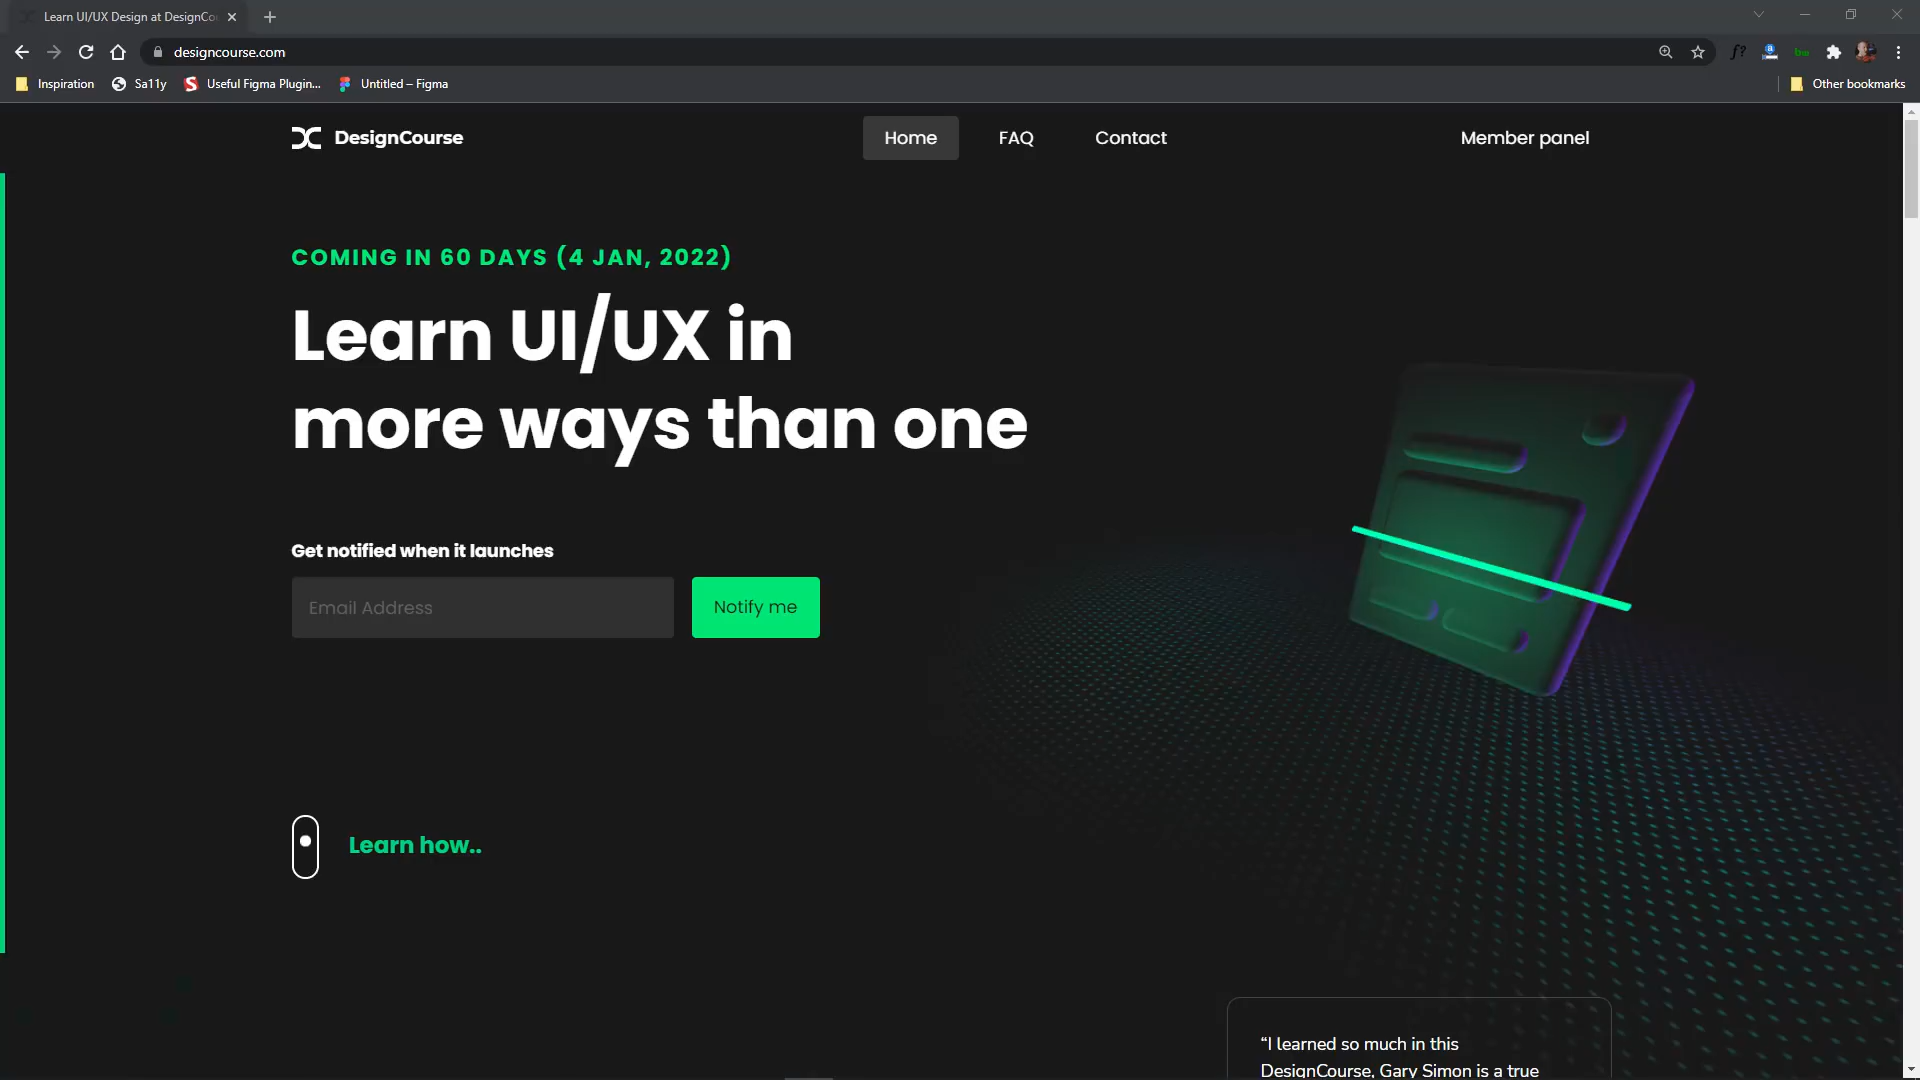 Learn UI/UX Design at DesignCo
designcourse.com
Inspiration
Sa11y
Useful Figma Plugin...
Untitled – Figma
Other bookmarks
DesignCourse
Home
FAQ
Contact
Member panel
COMING IN 60 DAYS (4 JAN, 2022)
Learn UI/UX in
more ways than one
Get notified when it launches
Email Address
Notify me
Learn how..
“I learned so much in this
DesignCourse, Gary Simon is a true